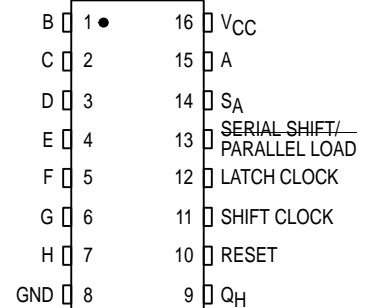 B 1 16 VCC
C 2 15 A
D 3 14 SA
E 4 13 SERIAL SHIFT/
PARALLEL LOAD
F 5 12 LATCH CLOCK
G 6 11 SHIFT CLOCK
H 7 10 RESET
GND 8 9 QH